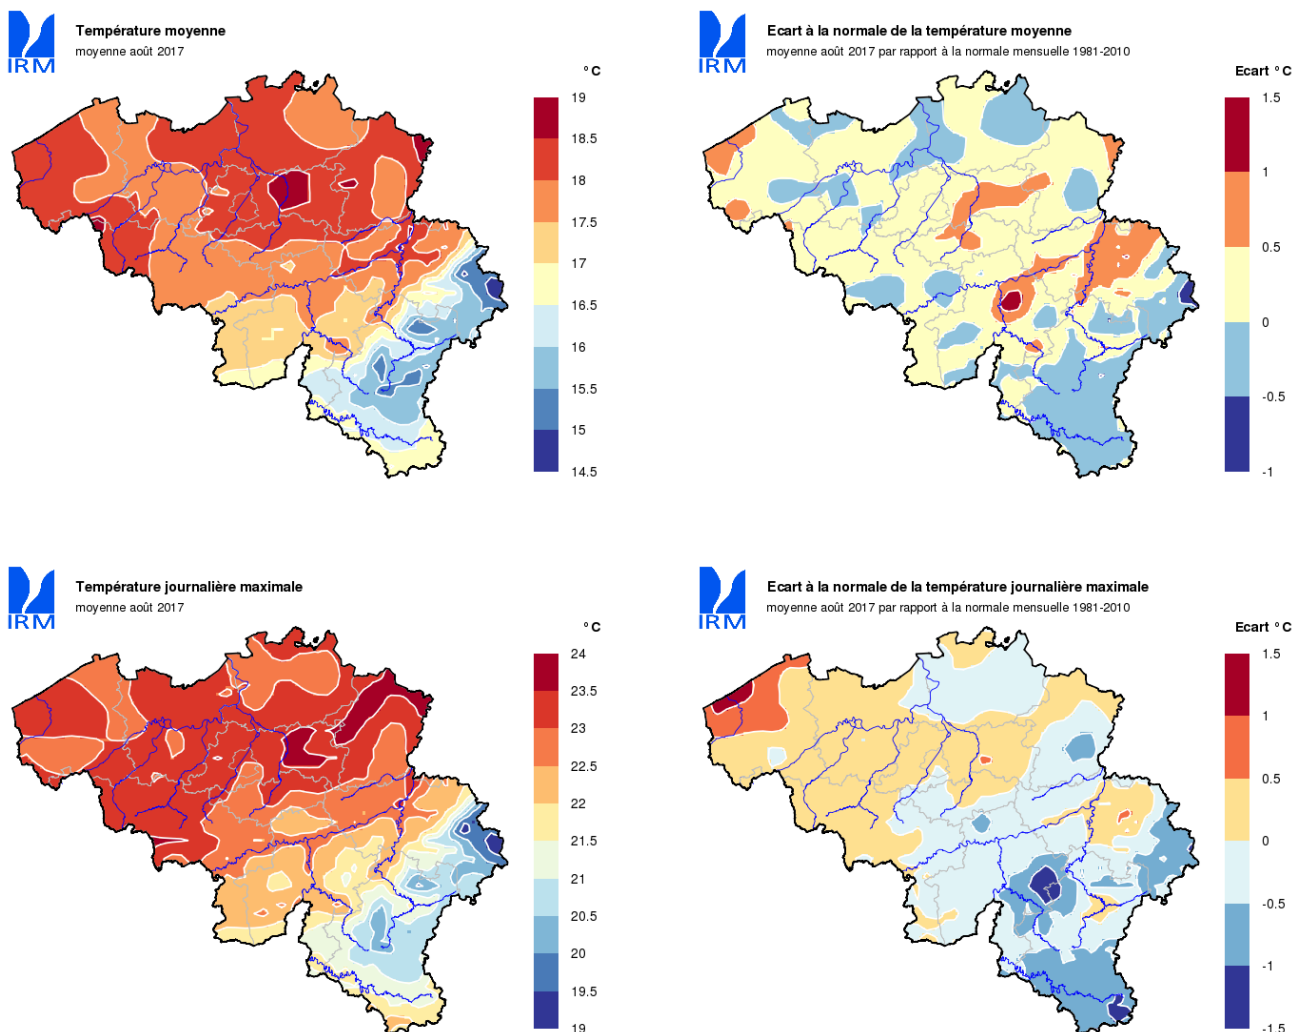 IRM
Température moyenne
moyenne août 2017
°C
19
18.5
18
17.5
17
16.5
16
15.5
15
14.5
IRM
Ecart à la normale de la température moyenne
moyenne août 2017 par rapport à la normale mensuelle 1981-2010
Ecart °C
1.5
1
0.5
0
-0.5
-1
IRM
Température journalière maximale
moyenne août 2017
°C
24
23.5
23
22.5
22
21.5
21
20.5
20
19.5
19
IRM
Ecart à la normale de la température journalière maximale
moyenne août 2017 par rapport à la normale mensuelle 1981-2010
Ecart °C
1.5
1
0.5
0
-0.5
-1
-1.5